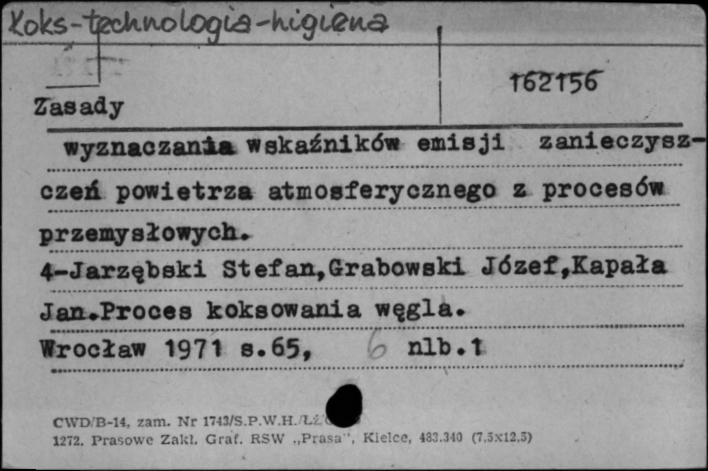 Koks-technologia-higiena
162156
Zasady
wyznaczania wskaźników emisji zanieczysz-
czeń powietrza atmosferycznego z procesów
przemysłowych.
4-Jarzębski Stefan,Grabowski Józef,Kapała
Jan.Proces koksowania węgla.
Wrocław 1971 s.65, 6 nlb.1
CWD/B-14, zam. Nr 1743/S.P.W.H.
1272. Prasowe Zakł. Graf. RSW „Prasa", Kielce, 483.340 (7,5x12,5)